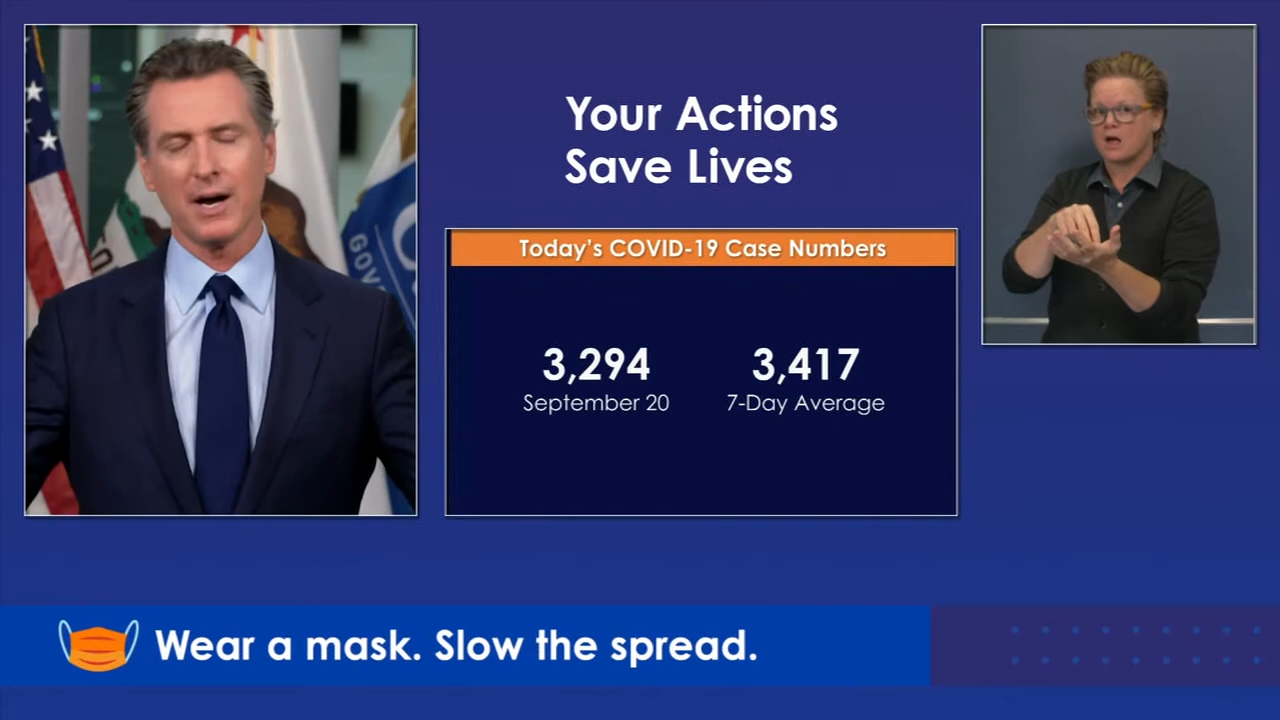 Your Actions
Save Lives
Today's COVID-19 Case Numbers
3,294
September 20
3,417
7-Day Average
Wear a mask. Slow the spread.